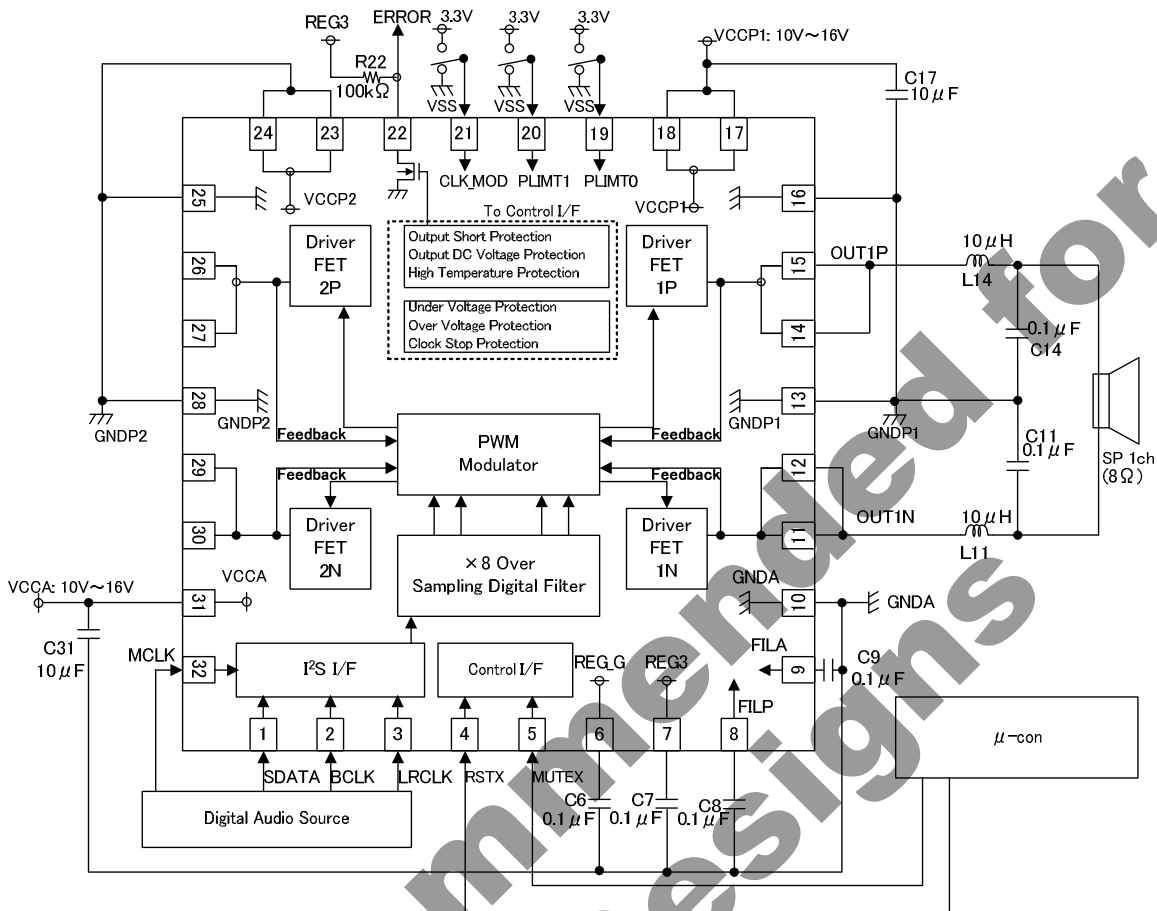 REG3
ERROR
3.3V
3.3V
3.3V
VCCP1: 10V～16V
R22
100kΩ
VSS
VSS
VSS
C17
10μF
24
23
22
21
20
19
18
17
CLK_MOD
PLIMT1
PLIMT0
VCCP2
VCCP1
25
16
To Control I/F
Output Short Protection
Output DC Voltage Protection
High Temperature Protection
Under Voltage Protection
Over Voltage Protection
Clock Stop Protection
Driver
FET
2P
Driver
FET
1P
26
27
15
14
OUT1P
10μH
L14
0.1μF
C14
28
GNDP2
GNDP2
13
GNDP1
GNDP1
Feedback
Feedback
PWM
Modulator
Feedback
Feedback
C11
0.1μF
SP 1ch
(8Ω)
29
30
12
11
OUT1N
10μH
L11
Driver
FET
2N
Driver
FET
1N
×8 Over
Sampling Digital Filter
VCCA: 10V～16V
VCCA
31
GNDA
10
GNDA
C31
10μF
MCLK
32
I²S I/F
Control I/F
REG_G
REG3
FILA
9
C9
0.1μF
FILP
1
2
3
4
5
6
7
8
μ-con
SDATA
BCLK
LRCLK
RSTX
MUTEX
C6
0.1μF
C7
0.1μF
C8
0.1μF
Digital Audio Source
mmended for
esigns